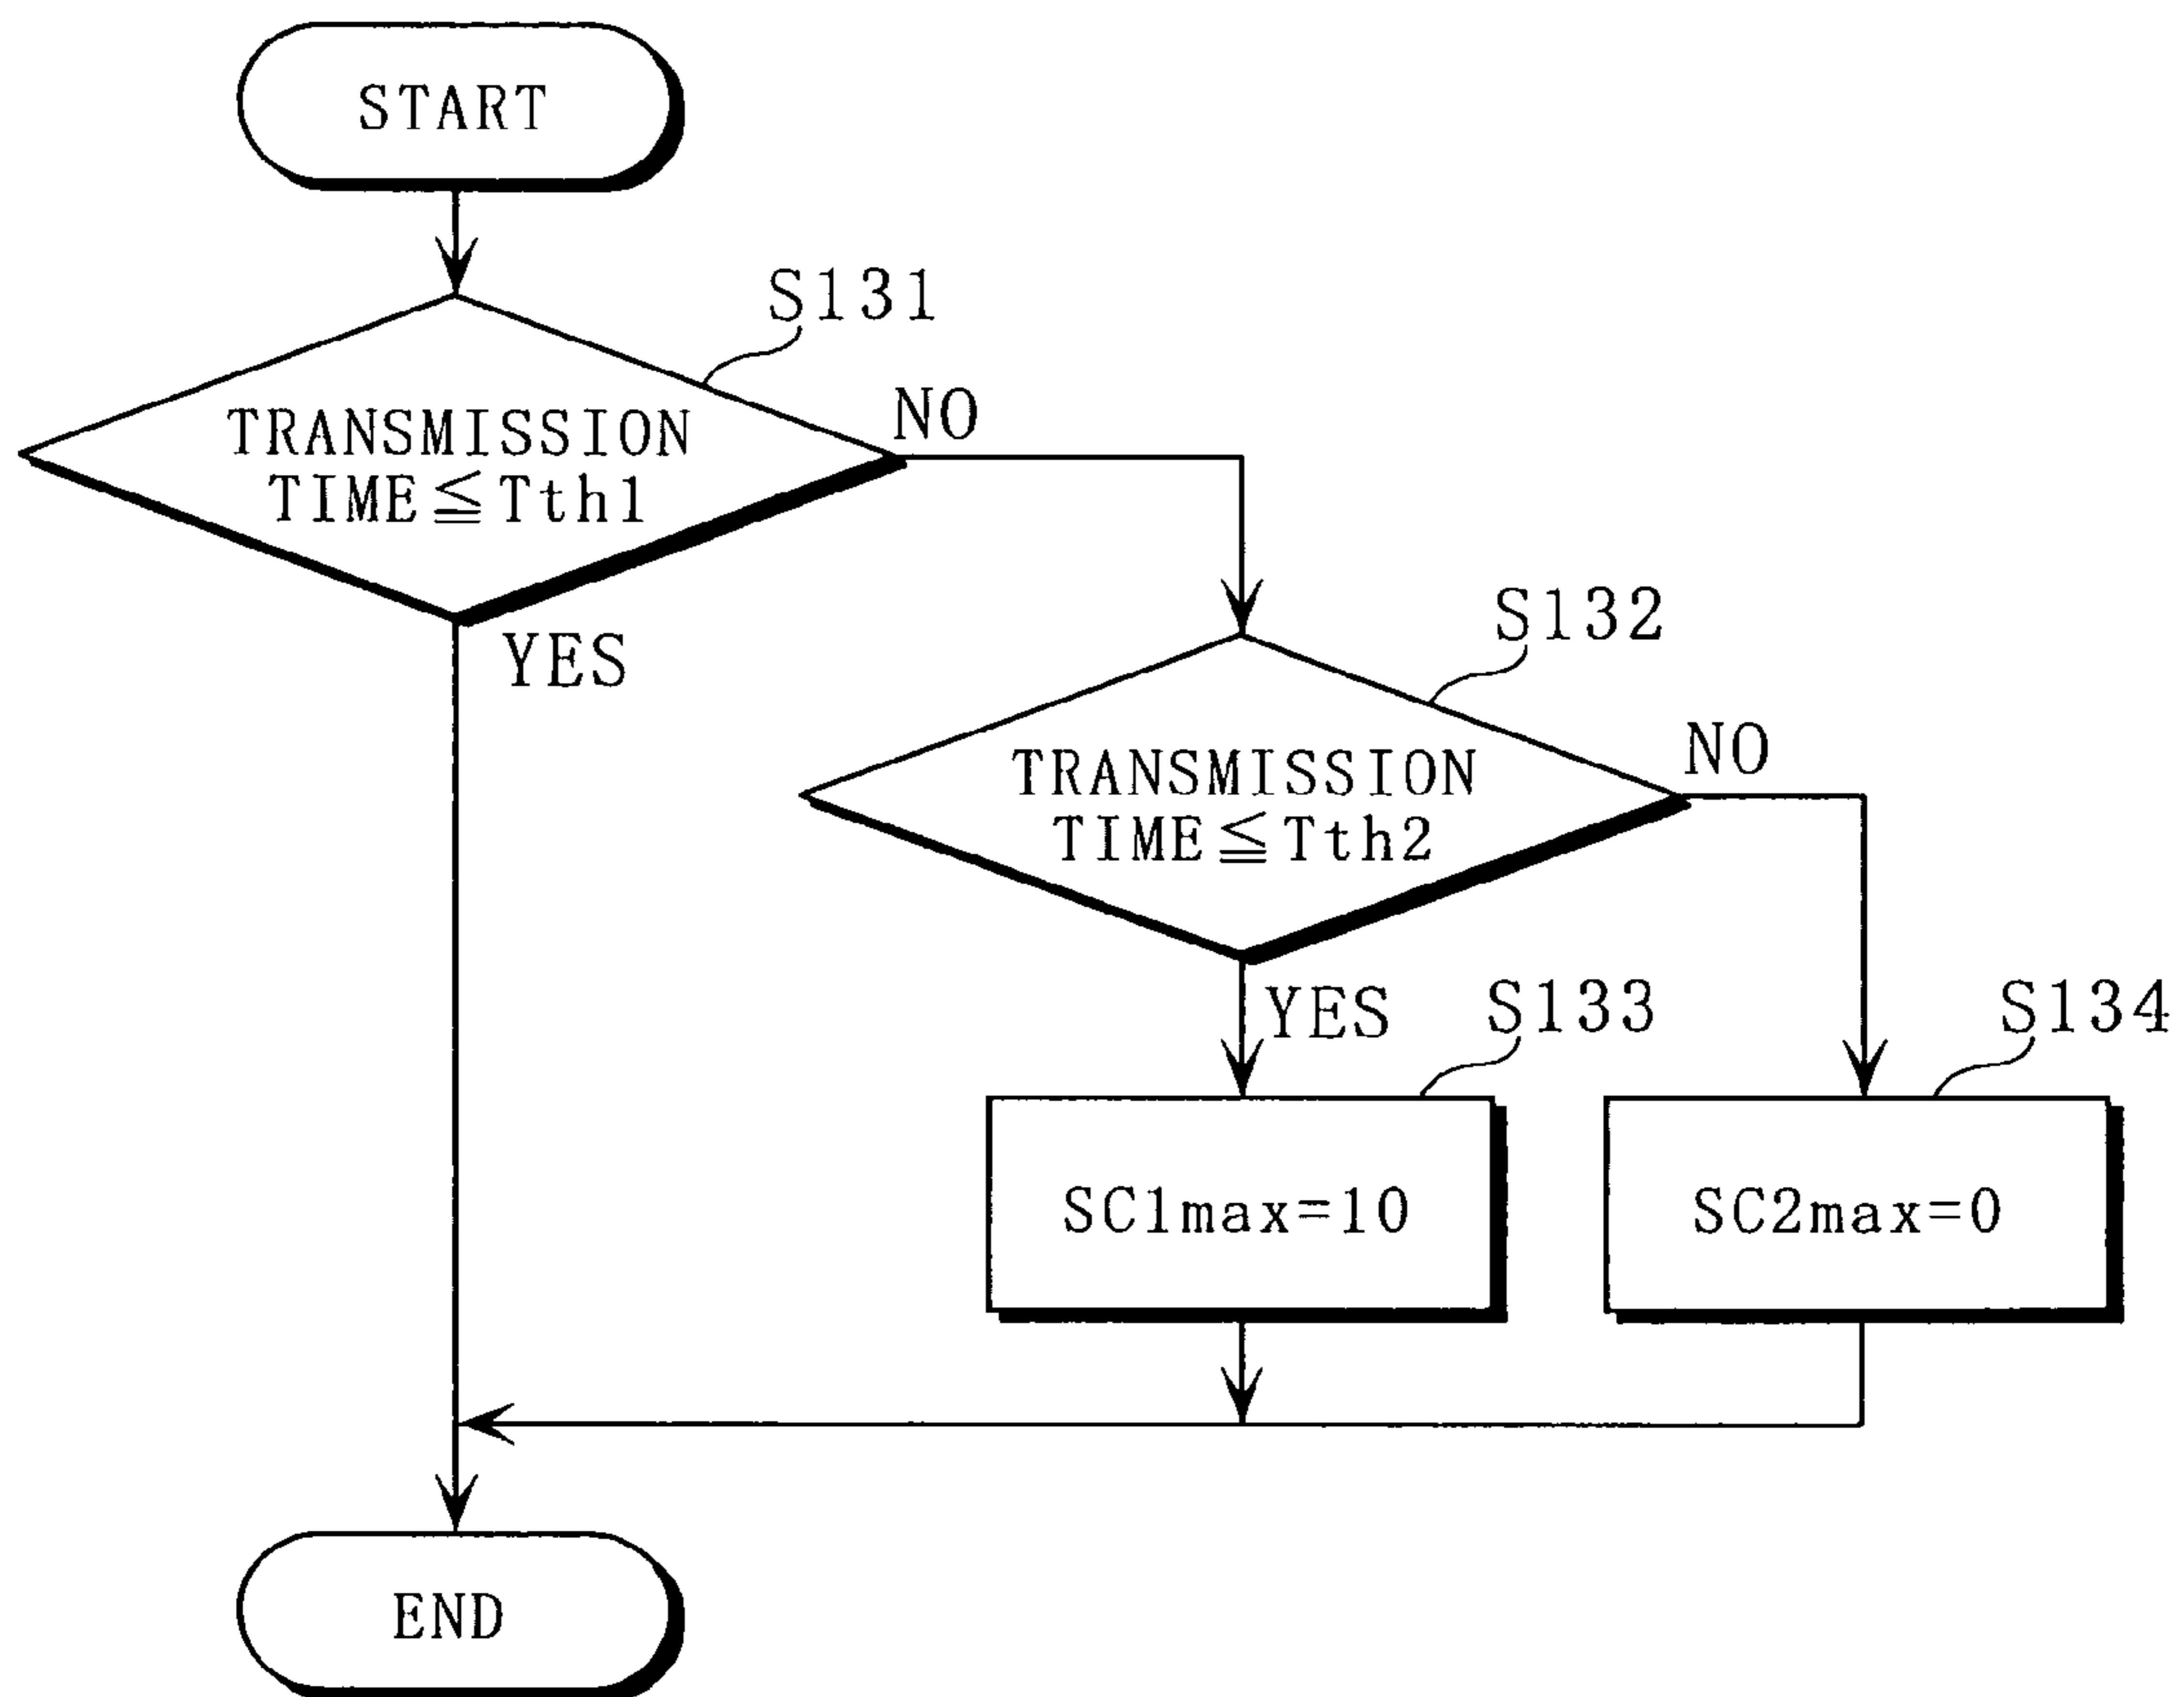 START
S131
NO
TRANSMISSION
TIME≦Tth1
YES
S132
NO
TRANSMISSION
TIME≦Tth2
YES
S133
S134
SC1max=10
SC2max=0
END